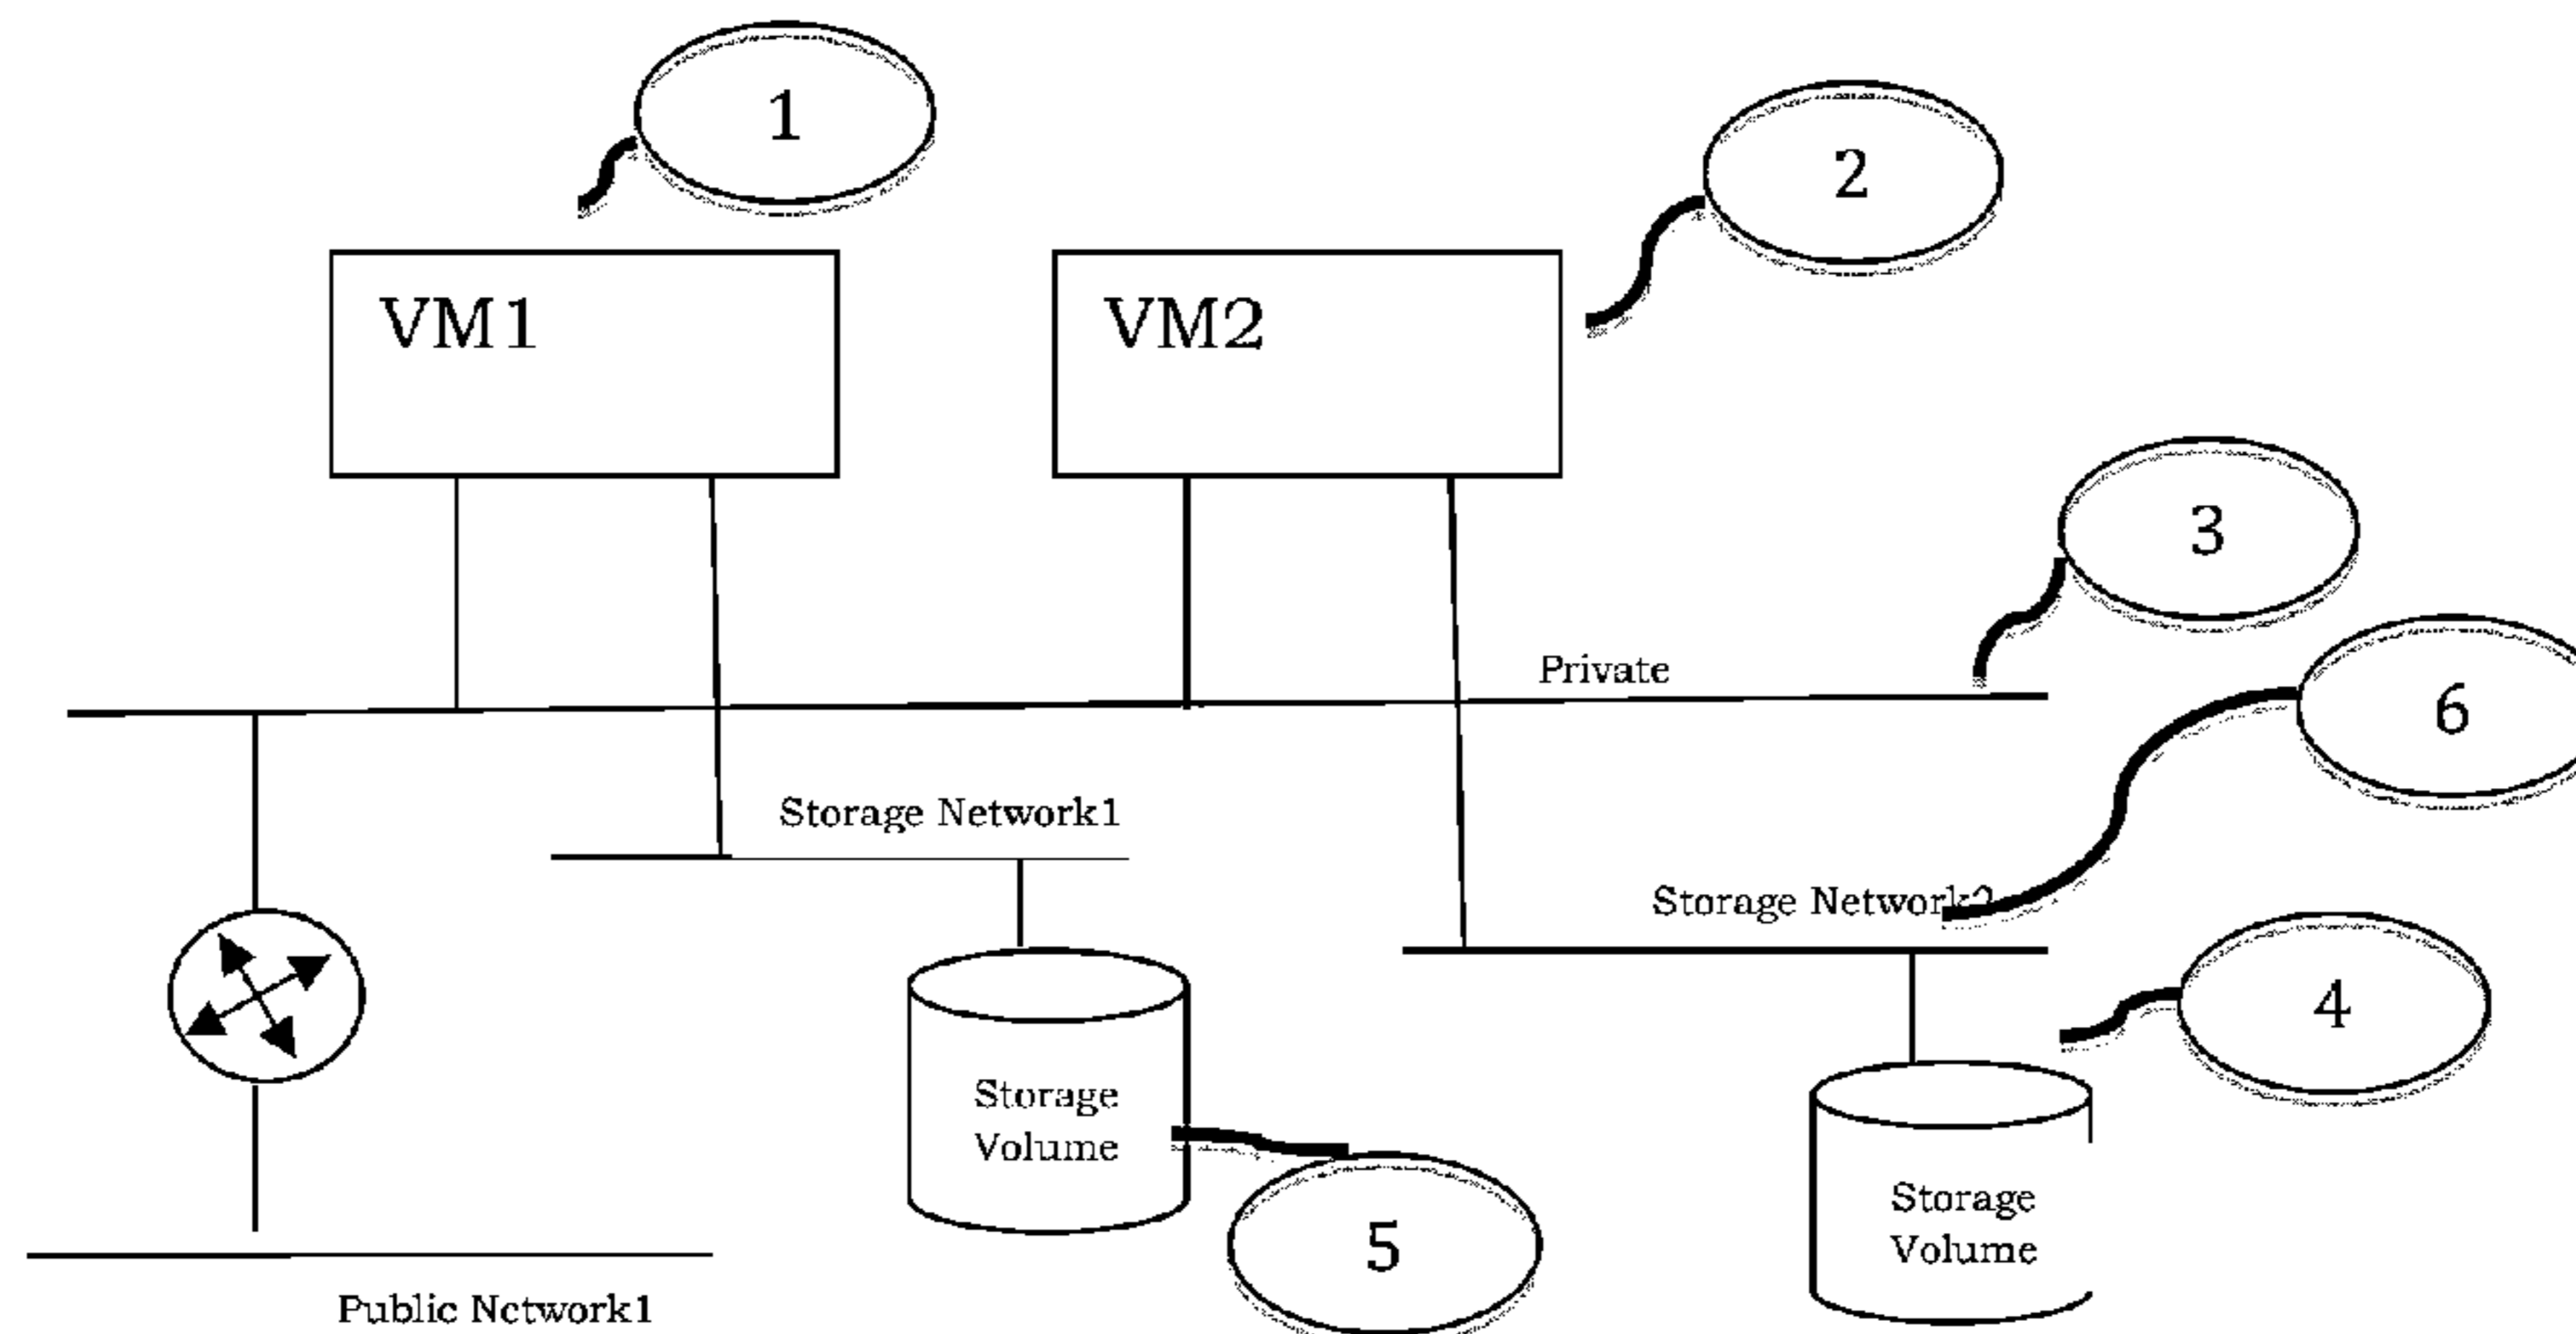 1
2
VM1
VM2
3
Private
6
Storage Network1
Storage Network2
4
Storage
Volume
Storage
Volume
5
Public Network1